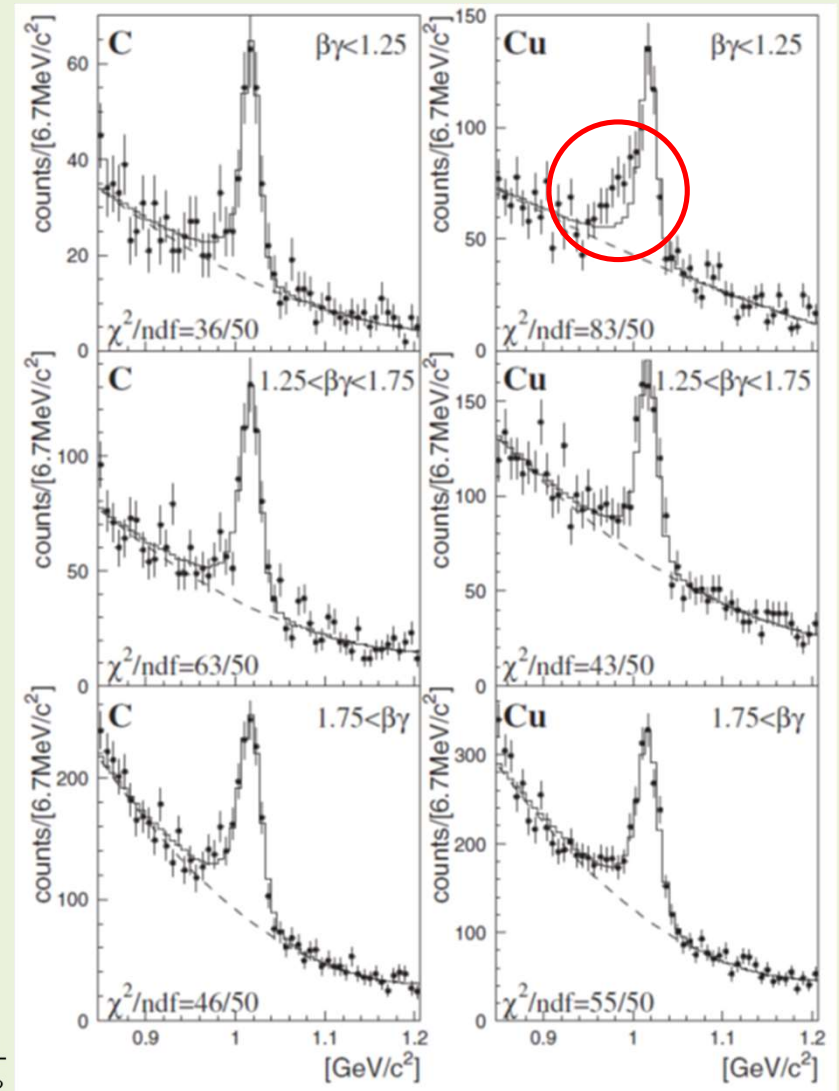 C βγ<1.25
counts/[6.7MeV/c²]
60
40
20
0
χ²/ndf=36/50
Cu βγ<1.25
counts/[6.7MeV/c²]
150
100
50
0
χ²/ndf=83/50
C 1.25<βγ<1.75
counts/[6.7MeV/c²]
100
50
0
χ²/ndf=63/50
Cu 1.25<βγ<1.75
counts/[6.7MeV/c²]
150
100
50
0
χ²/ndf=43/50
C 1.75<βγ
counts/[6.7MeV/c²]
200
100
0
χ²/ndf=46/50
0.9 1 1.1 1.2
[GeV/c²]
Cu 1.75<βγ
counts/[6.7MeV/c²]
300
200
100
0
χ²/ndf=55/50
0.9 1 1.1 1.2
[GeV/c²]